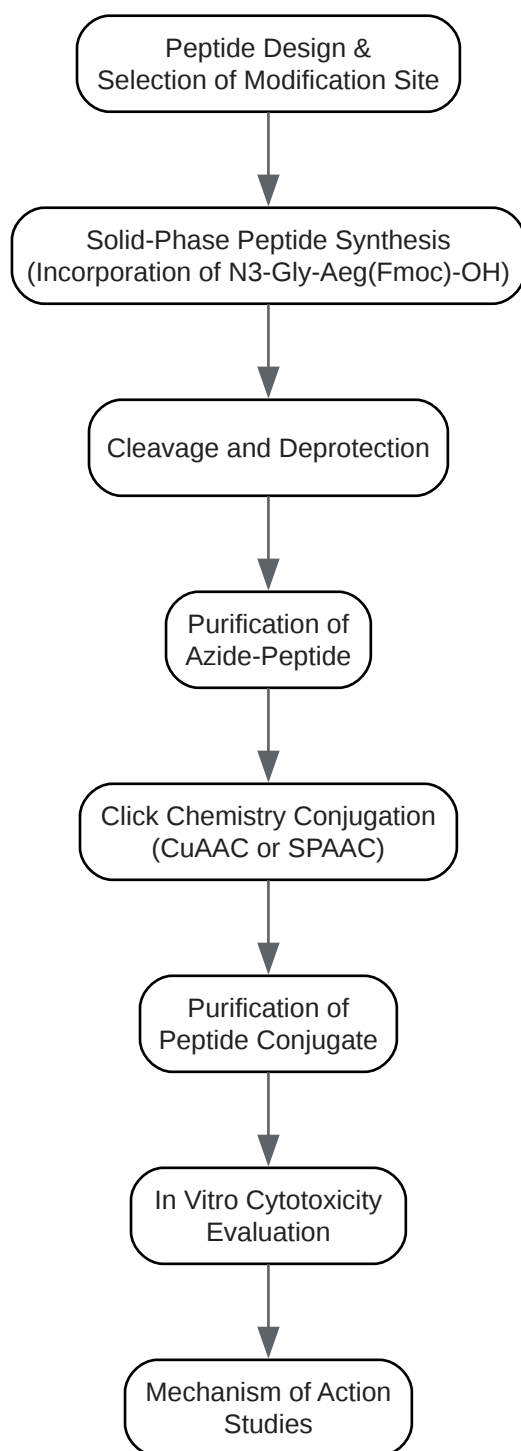 Peptide Design &
Selection of Modification Site
Solid-Phase Peptide Synthesis
(Incorporation of N3-Gly-Aeg(Fmoc)-OH)
Cleavage and Deprotection
Purification of
Azide-Peptide
Click Chemistry Conjugation
(CuAAC or SPAAC)
Purification of
Peptide Conjugate
In Vitro Cytotoxicity
Evaluation
Mechanism of Action
Studies